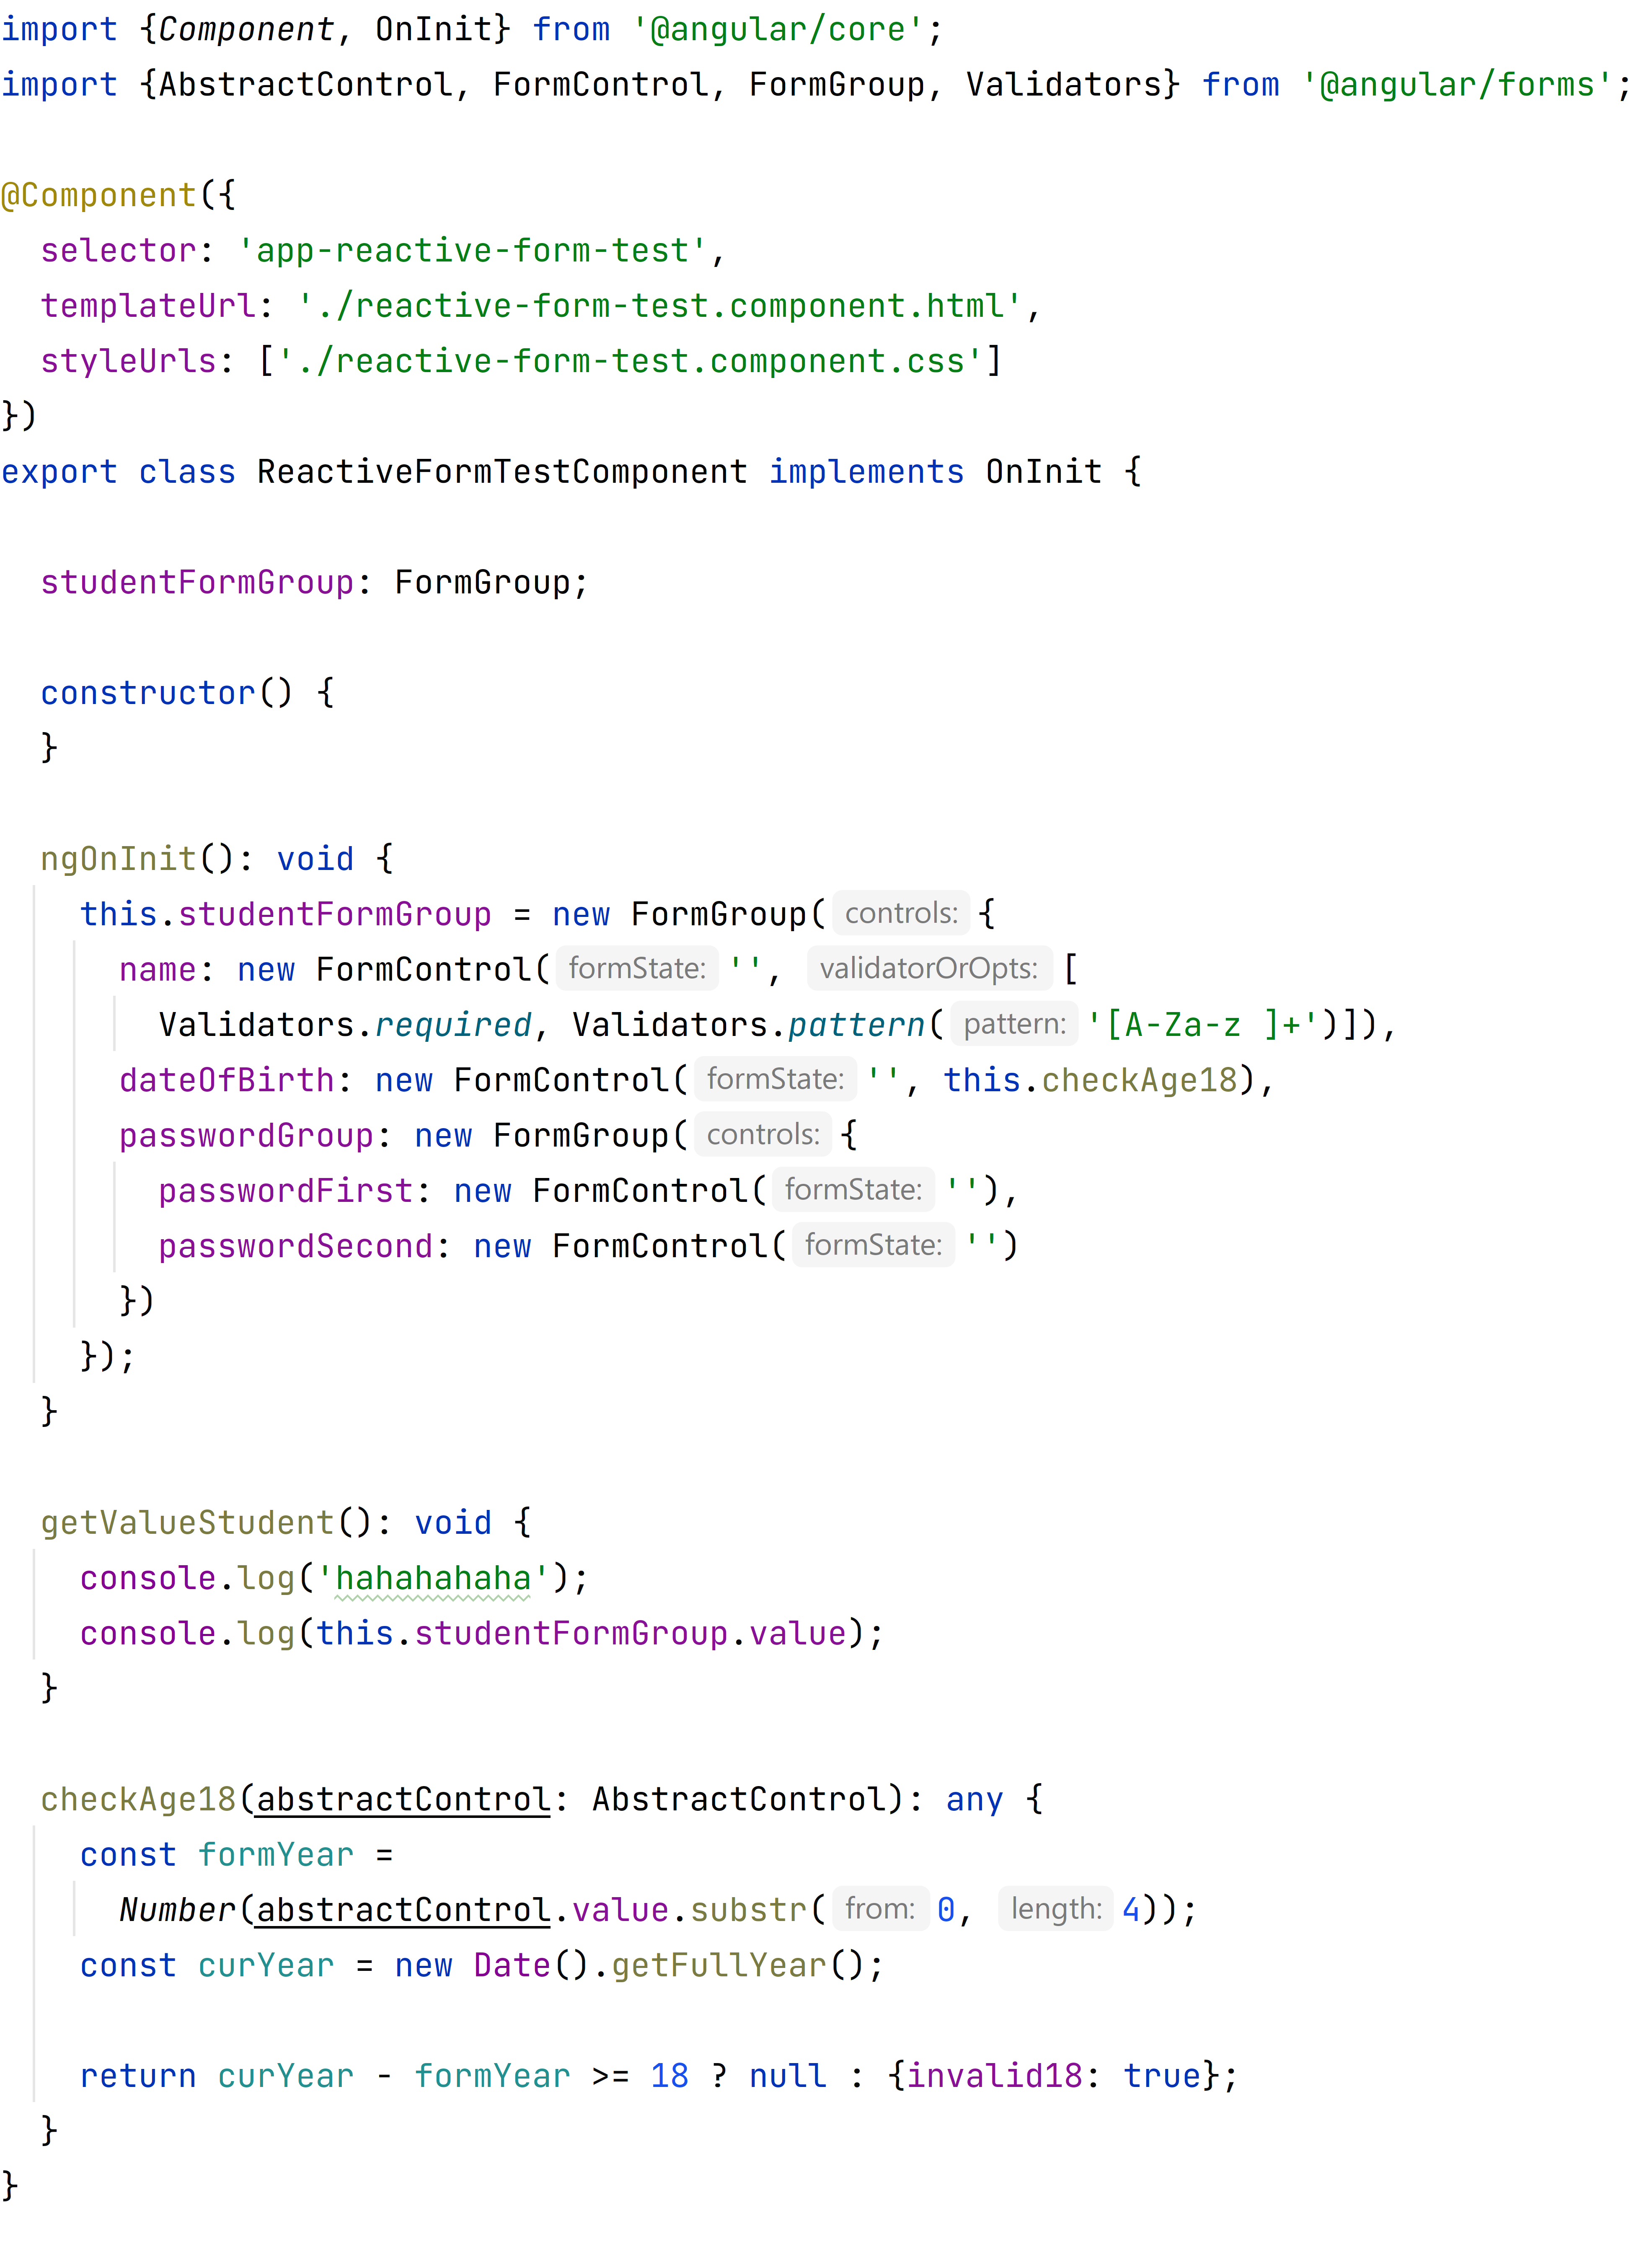 import {Component, OnInit} from '@angular/core';
import {AbstractControl, FormControl, FormGroup, Validators} from '@angular/forms';
@Component({
  selector: 'app-reactive-form-test',
  templateUrl: './reactive-form-test.component.html',
  styleUrls: ['./reactive-form-test.component.css']
})
export class ReactiveFormTestComponent implements OnInit {
  studentFormGroup: FormGroup;
  constructor() {
  }
  ngOnInit(): void {
    this.studentFormGroup = new FormGroup( controls: {
      name: new FormControl( formState: '', validatorOrOpts: [
        Validators.required, Validators.pattern( pattern: '[A-Za-z ]+')]),
      dateOfBirth: new FormControl( formState: '', this.checkAge18),
      passwordGroup: new FormGroup( controls: {
        passwordFirst: new FormControl( formState: ''),
        passwordSecond: new FormControl( formState: '')
      })
    });
  }
  getValueStudent(): void {
    console.log('hahahahaha');
    console.log(this.studentFormGroup.value);
  }
  checkAge18(abstractControl: AbstractControl): any {
    const formYear =
      Number(abstractControl.value.substr( from: 0, length: 4));
    const curYear = new Date().getFullYear();
    return curYear - formYear >= 18 ? null : {invalid18: true};
  }
}